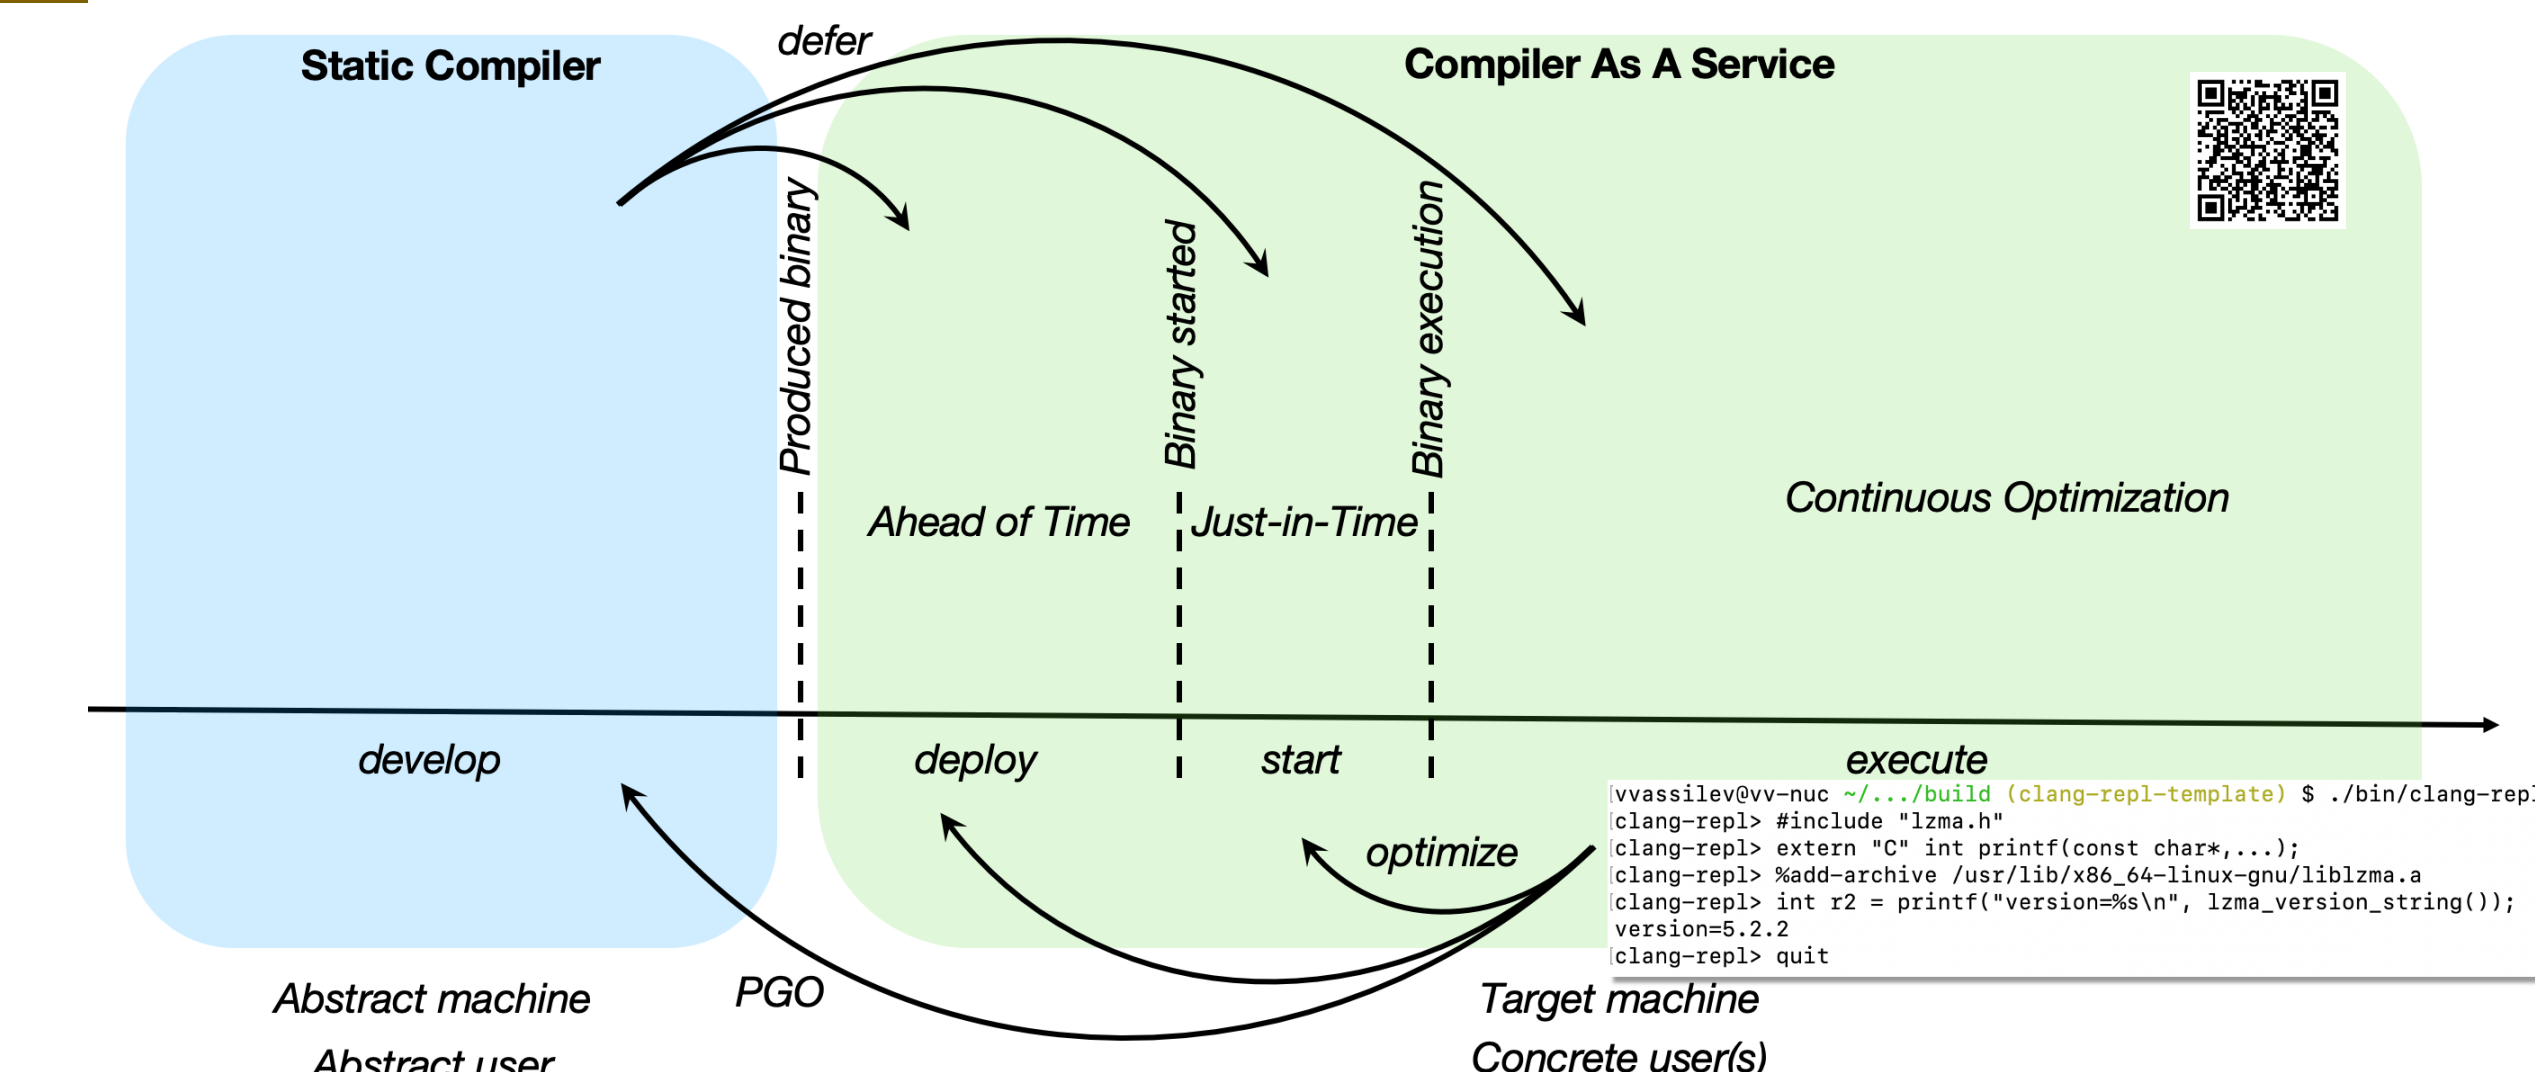 defer
Static Compiler
Compiler As A Service
Produced binary
Binary started
Binary execution
Ahead of Time
Just-in-Time
Continuous Optimization
develop
deploy
start
execute
optimize
PGO
vvassilev@vv-nuc ~/.../build (clang-repl-template) $ ./bin/clang-repl
clang-repl> #include "lzma.h"
clang-repl> extern "C" int printf(const char*,...);
clang-repl> %add-archive /usr/lib/x86_64-linux-gnu/liblzma.a
clang-repl> int r2 = printf("version=%s\n", lzma_version_string());
version=5.2.2
clang-repl> quit
Abstract machine
Abstract user
Target machine
Concrete user(s)